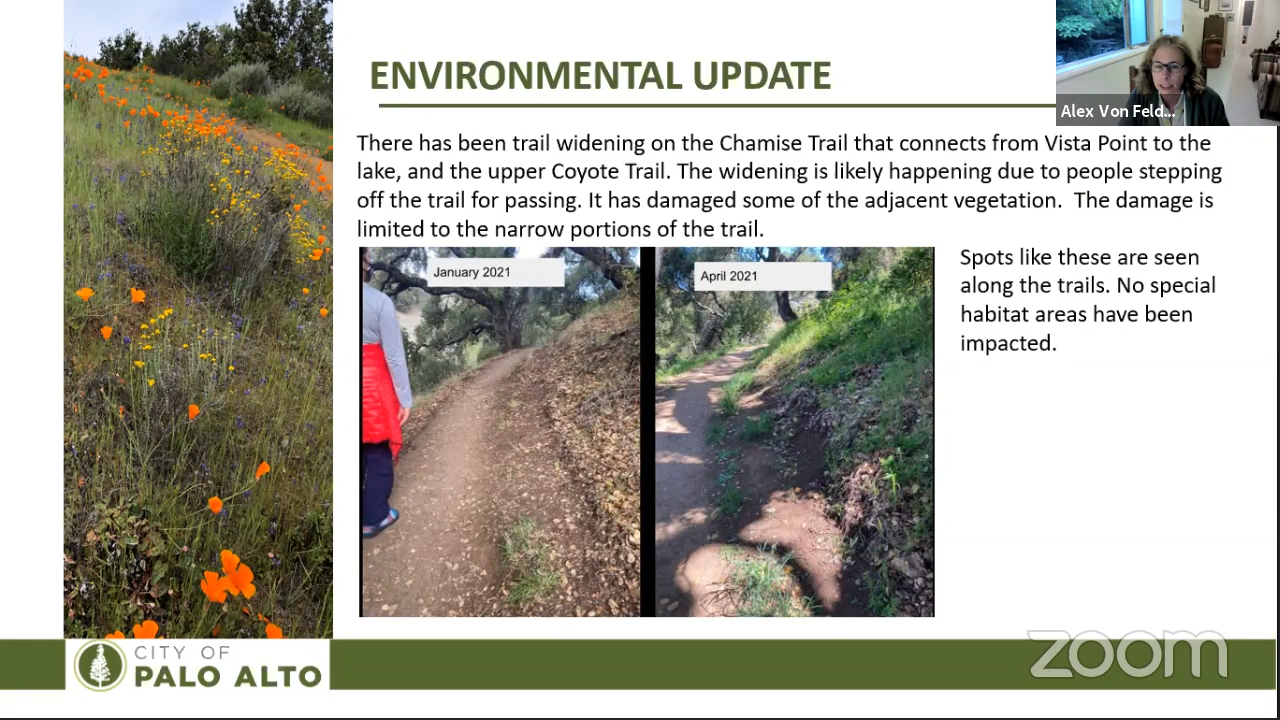 ENVIRONMENTAL UPDATE
Alex Von Feld...
There has been trail widening on the Chamise Trail that connects from Vista Point to the
lake, and the upper Coyote Trail. The widening is likely happening due to people stepping
off the trail for passing. It has damaged some of the adjacent vegetation. The damage is
limited to the narrow portions of the trail.
January 2021
April 2021
Spots like these are seen
along the trails. No special
habitat areas have been
impacted.
CITY OF
PALO ALTO
zoom